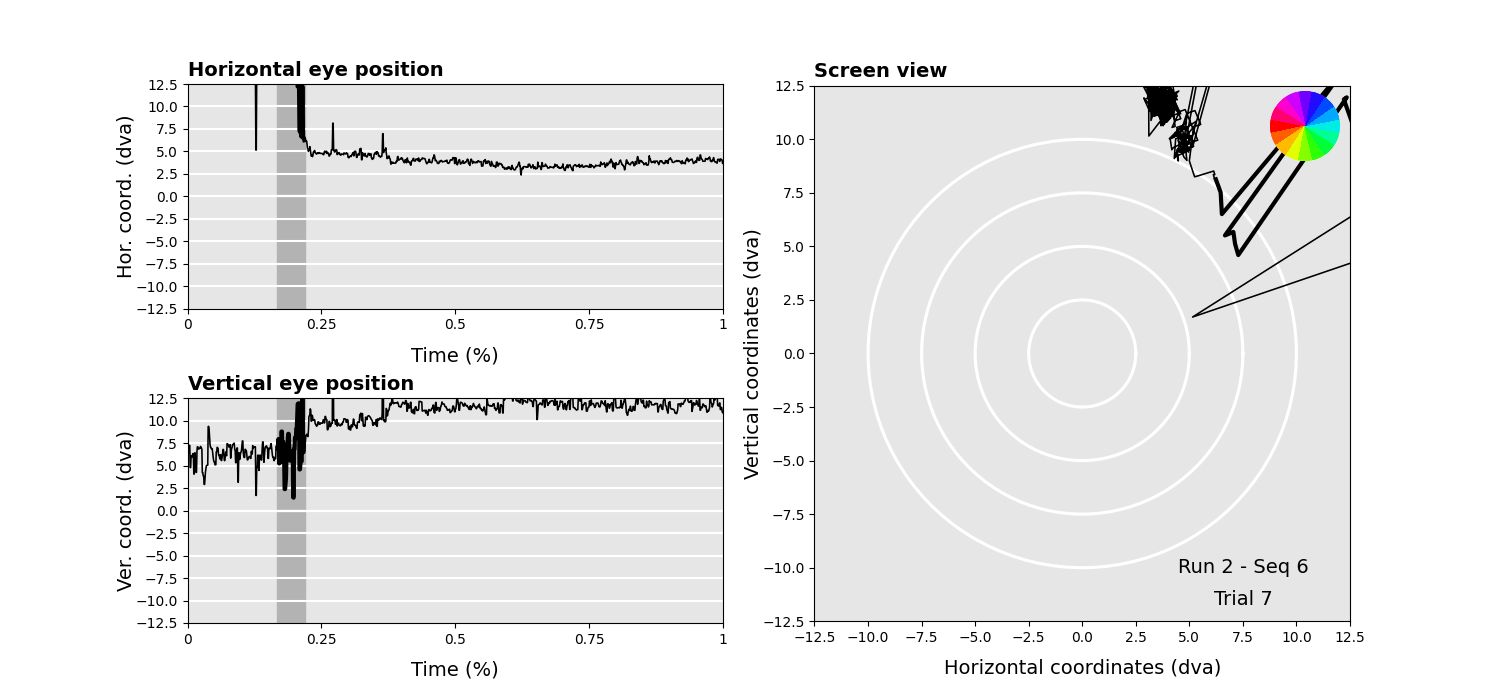 Horizontal eye position
Hor. coord. (dva)
12.5
10.0
7.5
5.0
2.5
0.0
−2.5
−5.0
−7.5
−10.0
−12.5
0 0.25 0.5 0.75 1
Time (%)
Vertical eye position
Ver. coord. (dva)
12.5
10.0
7.5
5.0
2.5
0.0
−2.5
−5.0
−7.5
−10.0
−12.5
0 0.25 0.5 0.75 1
Time (%)
Screen view
Vertical coordinates (dva)
12.5
10.0
7.5
5.0
2.5
0.0
−2.5
−5.0
−7.5
−10.0
−12.5
Run 2 - Seq 6
Trial 7
−12.5 −10.0 −7.5 −5.0 −2.5 0.0 2.5 5.0 7.5 10.0 12.5
Horizontal coordinates (dva)